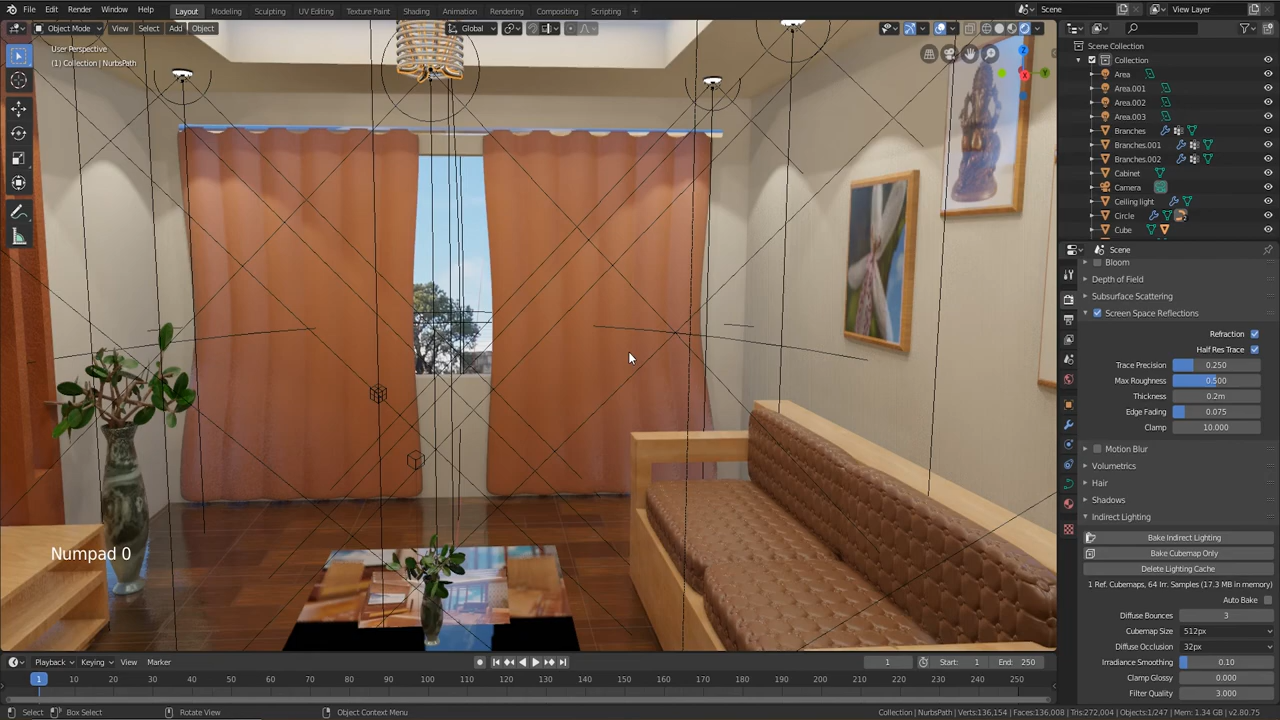 File Edit Render Window Help Layout Modeling Sculpting UV Editing Texture Paint Shading Animation Rendering Compositing Scripting + Scene View Layer
Object Mode View Select Add Object Global
User Perspective
(1) Collection | NurbsPath
Numpad 0
Scene Collection
Collection
Area
Area.001
Area.002
Area.003
Branches
Branches.001
Branches.002
Cabinet
Camera
Ceiling light
Circle
Cube
Scene
Bloom
Depth of Field
Subsurface Scattering
Screen Space Reflections
Refraction
Half Res Trace
Trace Precision 0.250
Max Roughness 0.500
Thickness 0.2m
Edge Fading 0.075
Clamp 10.000
Motion Blur
Volumetrics
Hair
Shadows
Indirect Lighting
Bake Indirect Lighting
Bake Cubemap Only
Delete Lighting Cache
1 Ref. Cubemaps, 64 Irr. Samples (17.3 MB in memory)
Auto Bake
Diffuse Bounces 3
Cubemap Size 512px
Diffuse Occlusion 32px
Irradiance Smoothing 0.10
Clamp Glossy 0.000
Filter Quality 3.000
Playback Keying View Marker 1 Start: 1 End: 250
1 10 20 30 40 50 60 70 80 90 100 110 120 130 140 150 160 170 180 190 200 210 220 230 240 250
Select Box Select Rotate View Object Context Menu Collection | NurbsPath | Verts:136,154 | Faces:136,008 | Tris:272,004 | Objects:1/247 | Mem: 1.34 GB | v2.80.75